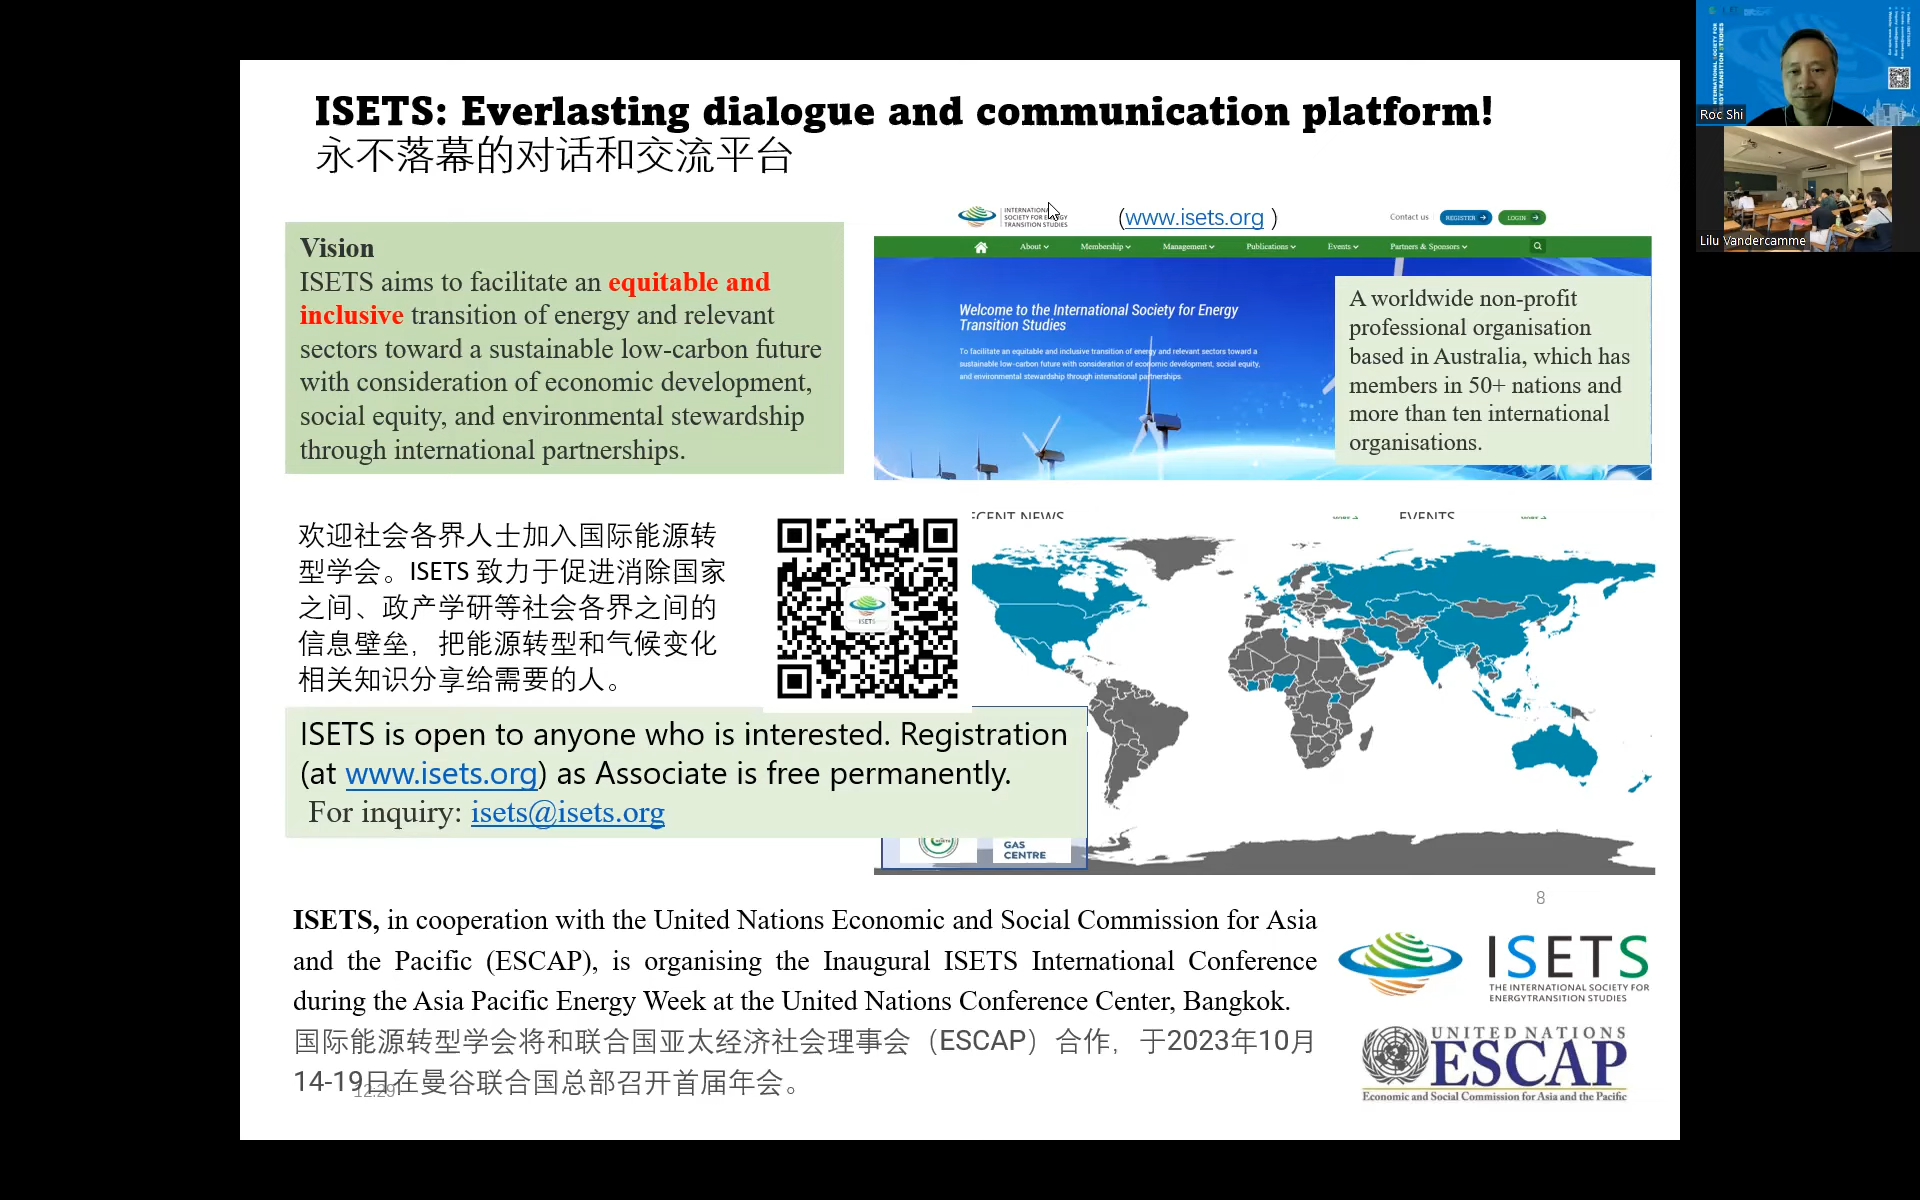 ISETS: Everlasting dialogue and communication platform!
永不落幕的对话和交流平台
Vision
ISETS aims to facilitate an equitable and
inclusive transition of energy and relevant
sectors toward a sustainable low-carbon future
with consideration of economic development,
social equity, and environmental stewardship
through international partnerships.
INTERNATIONAL
SOCIETY FOR ENERGY
TRANSITION STUDIES
(www.isets.org )
Contact us
REGISTER
LOGIN
About
Membership
Management
Publications
Events
Partners & Sponsors
Welcome to the International Society for Energy
Transition Studies
To facilitate an equitable and inclusive transition of energy and relevant sectors toward a
sustainable low-carbon future with consideration of economic development, social equity,
and environmental stewardship through international partnerships.
A worldwide non-profit
professional organisation
based in Australia, which has
members in 50+ nations and
more than ten international
organisations.
欢迎社会各界人士加入国际能源转
型学会。ISETS 致力于促进消除国家
之间、政产学研等社会各界之间的
信息壁垒，把能源转型和气候变化
相关知识分享给需要的人。
ISETS
CENT NEWS
MORE
EVENTS
MORE
ISETS is open to anyone who is interested. Registration
(at www.isets.org) as Associate is free permanently.
For inquiry: isets@isets.org
GAS
CENTRE
8
ISETS, in cooperation with the United Nations Economic and Social Commission for Asia
and the Pacific (ESCAP), is organising the Inaugural ISETS International Conference
during the Asia Pacific Energy Week at the United Nations Conference Center, Bangkok.
国际能源转型学会将和联合国亚太经济社会理事会（ESCAP）合作，于2023年10月
14-19日在曼谷联合国总部召开首届年会。
12:29
ISETS
THE INTERNATIONAL SOCIETY FOR
ENERGY TRANSITION STUDIES
UNITED NATIONS
ESCAP
Economic and Social Commission for Asia and the Pacific
Roc Shi
Lilu Vandercamme